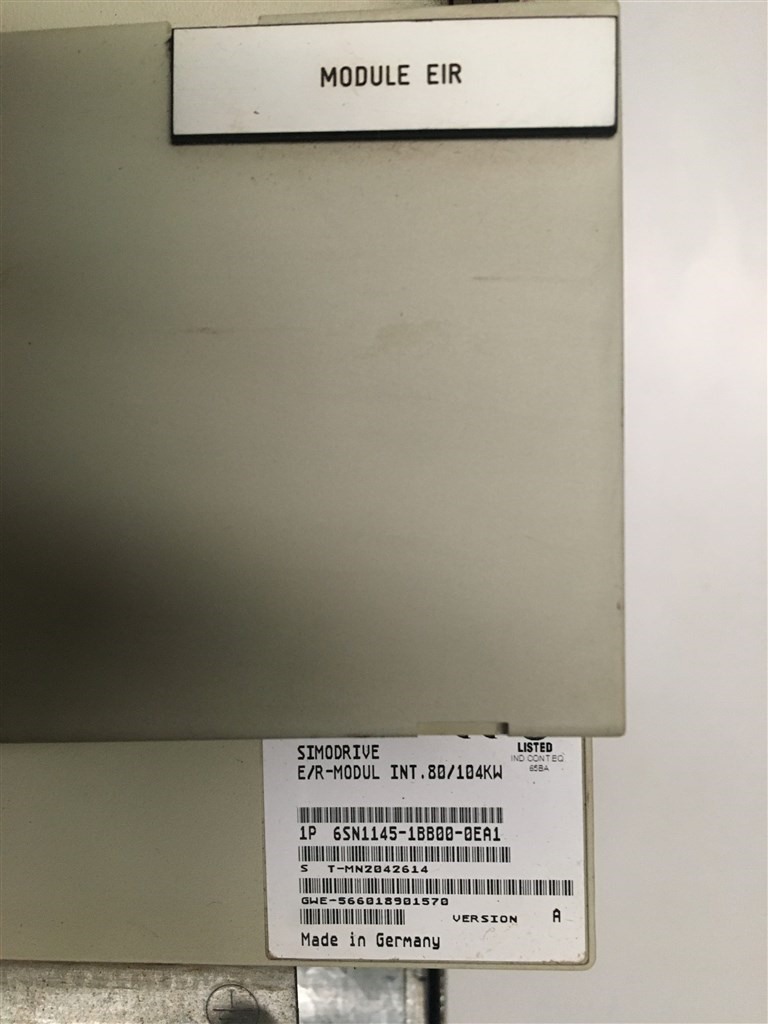 MODULE EIR
SIMODRIVE
E/R-MODUL INT.80/104KW
LISTED
IND CONT EQ
65BA
1P 6SN1145-1BB00-0EA1
S T-MN2042614
GWE-566018901570
VERSION A
Made in Germany